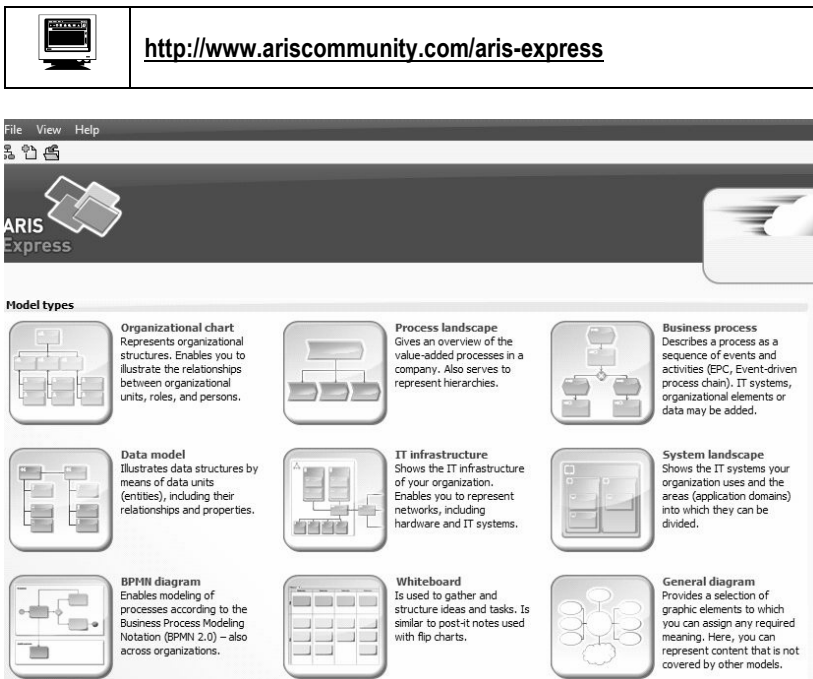 http://www.ariscommunity.com/aris-express
File View Help
ARIS
Express
Model types
Organizational chart
Represents organizational
structures. Enables you to
illustrate the relationships
between organizational
units, roles, and persons.
Process landscape
Gives an overview of the
value-added processes in a
company. Also serves to
represent hierarchies.
Business process
Describes a process as a
sequence of events and
activities (EPC, Event-driven
process chain). IT systems,
organizational elements or
data may be added.
Data model
Illustrates data structures by
means of data units
(entities), including their
relationships and properties.
IT infrastructure
Shows the IT infrastructure
of your organization.
Enables you to represent
networks, including
hardware and IT systems.
System landscape
Shows the IT systems your
organization uses and the
areas (application domains)
into which they can be
divided.
BPMN diagram
Enables modeling of
processes according to the
Business Process Modeling
Notation (BPMN 2.0) – also
across organizations.
Whiteboard
Is used to gather and
structure ideas and tasks. Is
similar to post-it notes used
with flip charts.
General diagram
Provides a selection of
graphic elements to which
you can assign any required
meaning. Here, you can
represent content that is not
covered by other models.